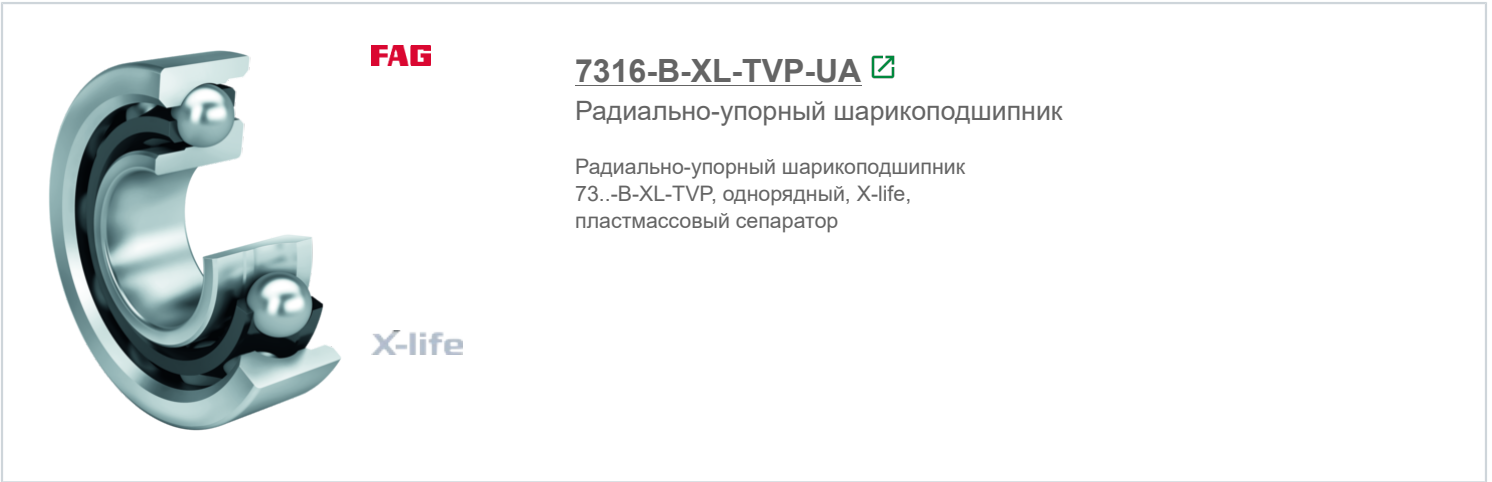 FAG
7316-B-XL-TVP-UA
Радиально-упорный шарикоподшипник
Радиально-упорный шарикоподшипник
73..-B-XL-TVP, однорядный, X-life,
пластмассовый сепаратор
X-life